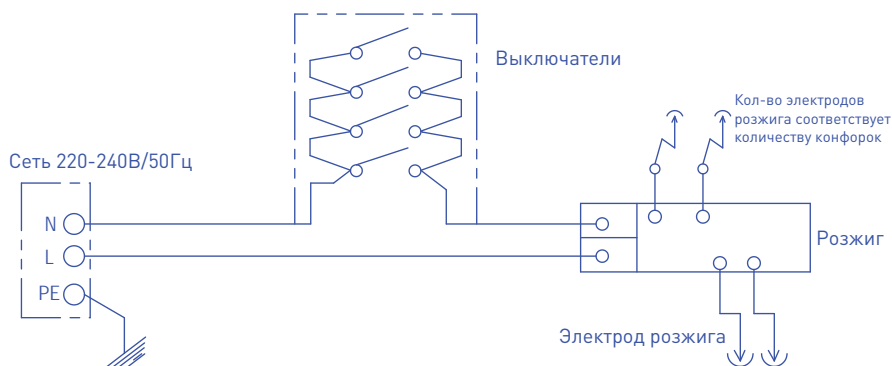 Выключатели
Кол-во электродов
розжига соответствует
количеству конфорок
Сеть 220-240В/50Гц
N
L
PE
Розжиг
Электрод розжига